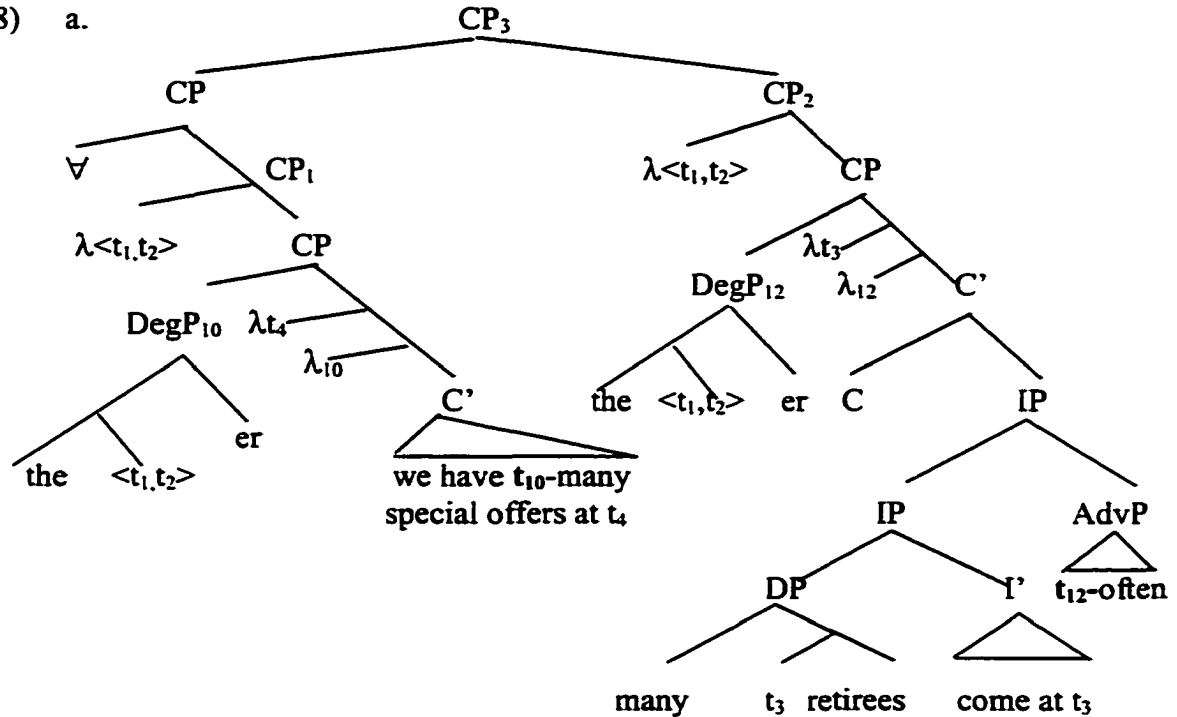 8) a. CP₃
CP CP₂
∀ CP₁ λ<t₁,t₂> CP
λ<t₁,t₂> CP λt₃
DegP₁₂ λ₁₂ C’
DegP₁₀ λt₄
λ₁₀
the <t₁,t₂> er C IP
C’
er
the <t₁,t₂> we have t₁₀-many
special offers at t₄
IP AdvP
DP I’ t₁₂-often
many t₃ retirees come at t₃